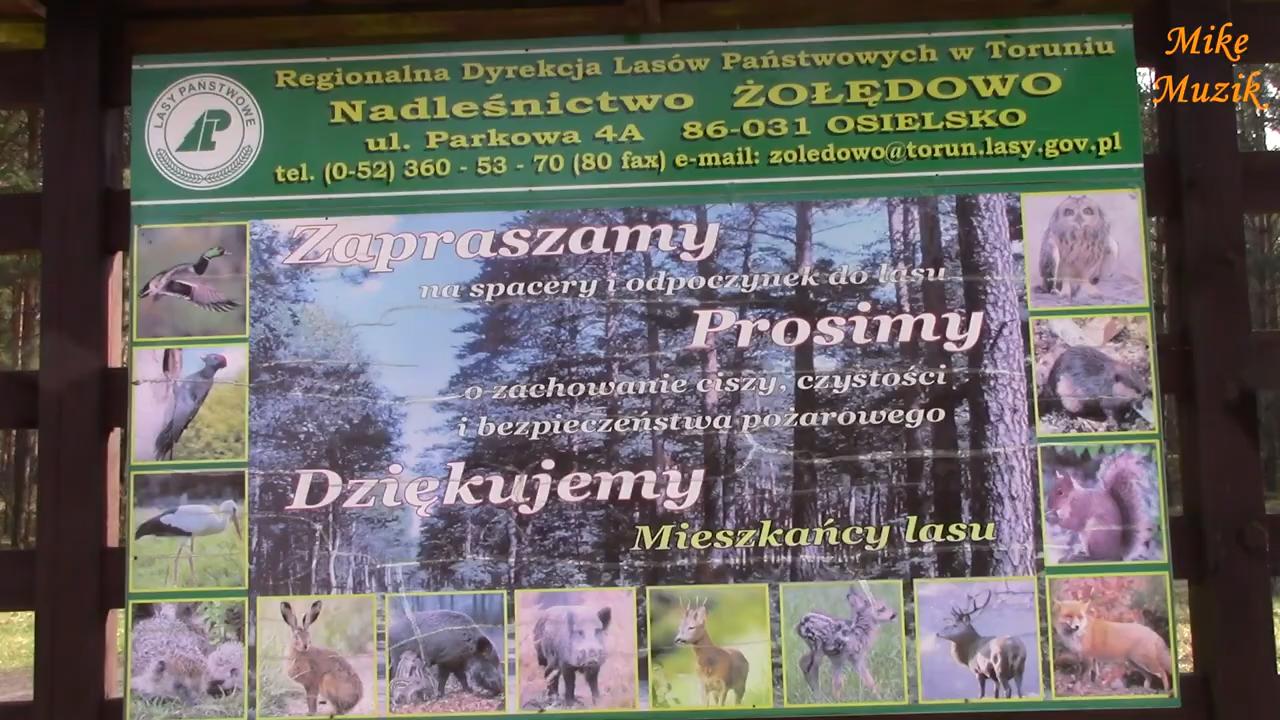 Mike
Muzik.
LASY PAŃSTWOWE
Regionalna Dyrekcja Lasów Państwowych w Toruniu
Nadleśnictwo ŻOŁĘDOWO
ul. Parkowa 4A 86-031 OSIELSKO
tel. (0-52) 360 - 53 - 70 (80 fax) e-mail: zoledowo@torun.lasy.gov.pl
Zapraszamy
na spacery i odpoczynek do lasu
Prosimy
o zachowanie ciszy, czystości
i bezpieczeństwa pożarowego
Dziękujemy
Mieszkańcy lasu